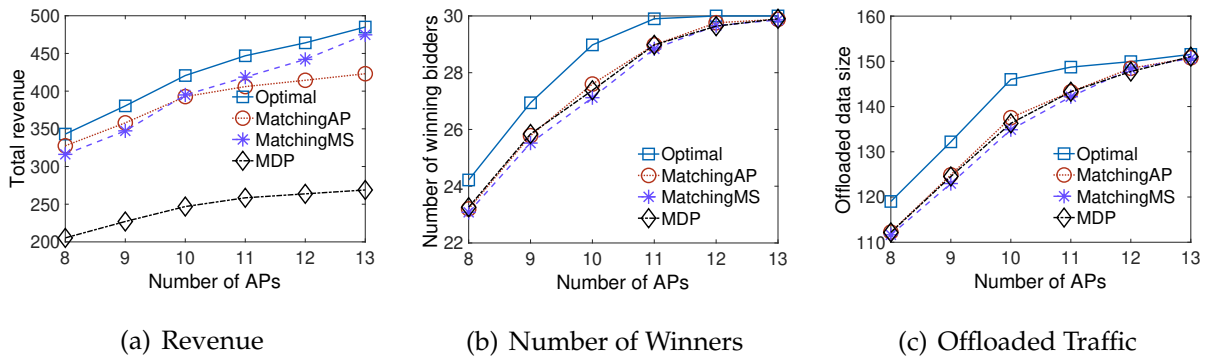 500
450
400
350
300
250
200
Total revenue
Optimal
MatchingAP
MatchingMS
MDP
8 9 10 11 12 13
Number of APs
(a) Revenue
30
28
26
24
22
Number of winning bidders
Optimal
MatchingAP
MatchingMS
MDP
8 9 10 11 12 13
Number of APs
(b) Number of Winners
160
150
140
130
120
110
Offloaded data size
Optimal
MatchingAP
MatchingMS
MDP
8 9 10 11 12 13
Number of APs
(c) Offloaded Traffic